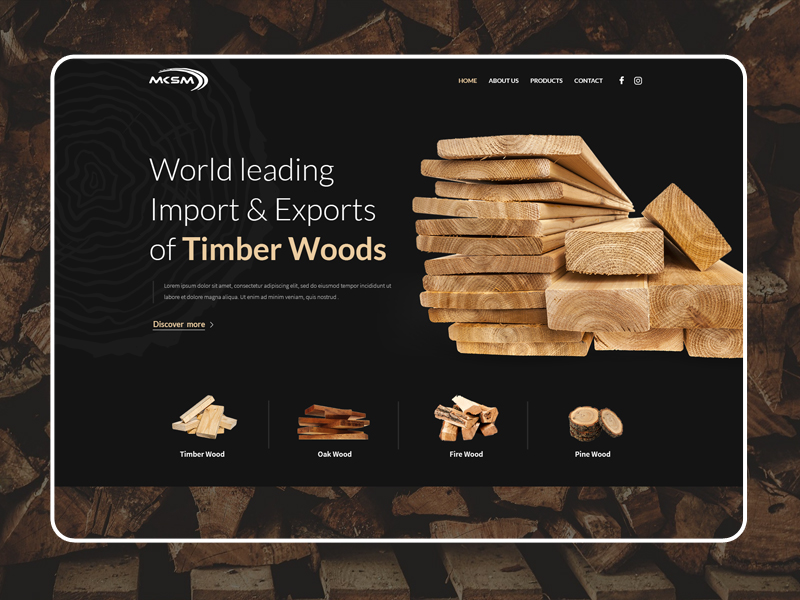 MKSM
HOME ABOUT US PRODUCTS CONTACT
World leading
Import & Exports
of Timber Woods
Lorem ipsum dolor sit amet, consectetur adipiscing elit, sed do eiusmod tempor incididunt ut
labore et dolore magna aliqua. Ut enim ad minim veniam, quis nostrud.
Discover more
Timber Wood Oak Wood Fire Wood Pine Wood